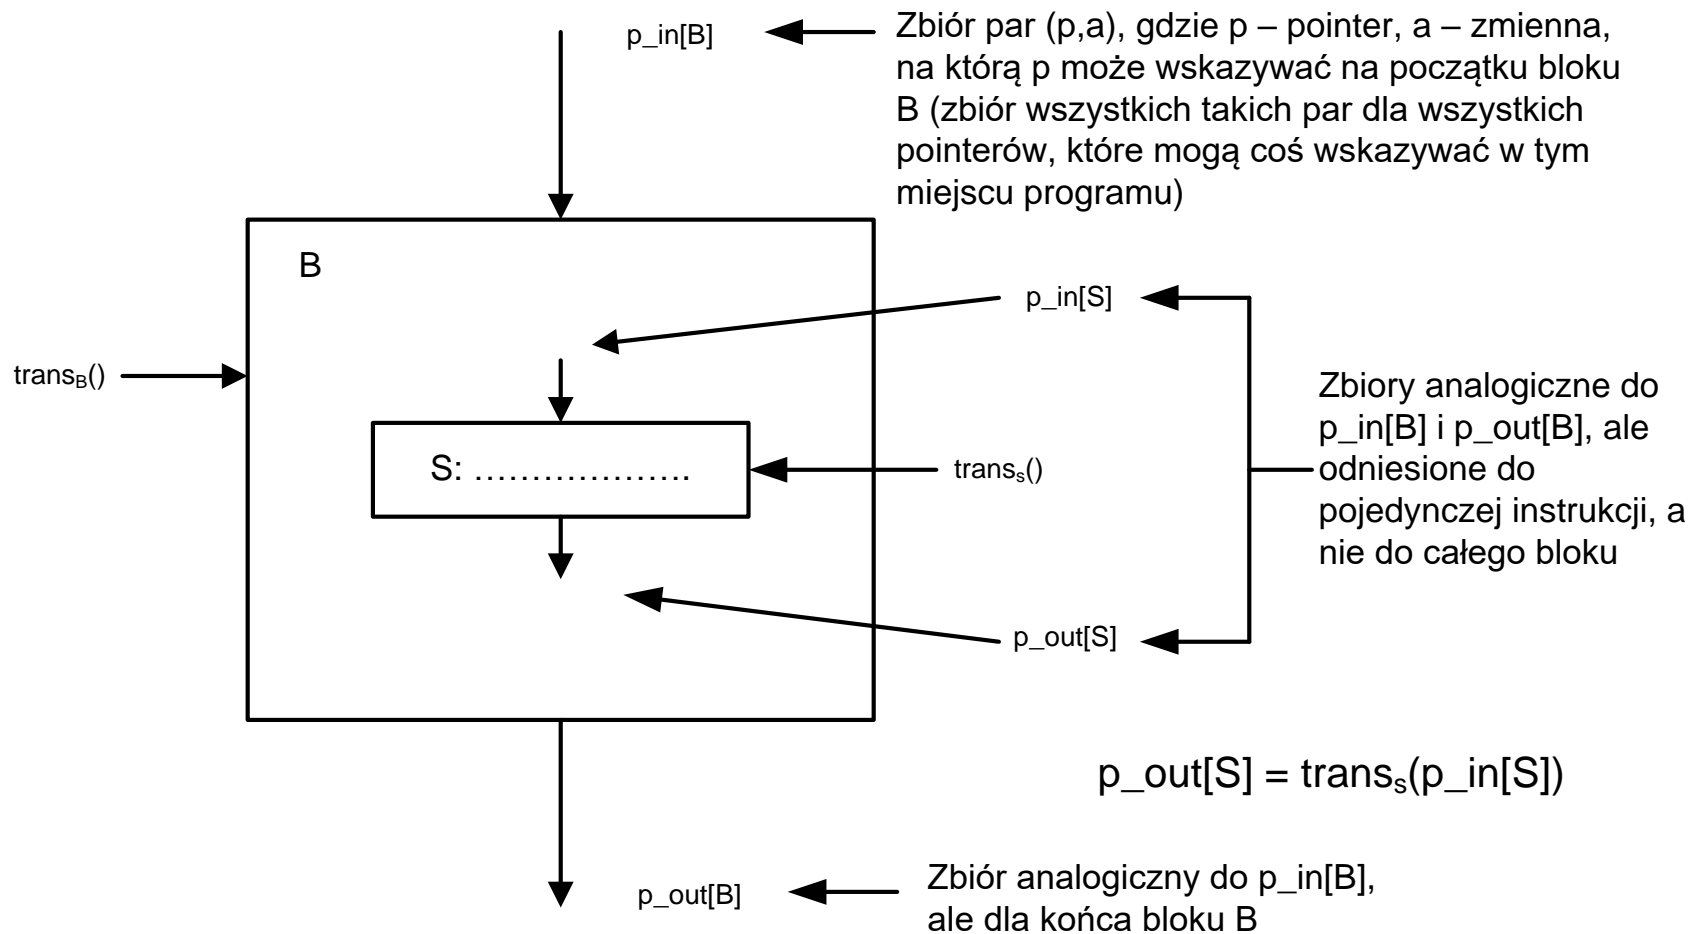 p_in[B]
Zbiór par (p,a), gdzie p – pointer, a – zmienna,
na którą p może wskazywać na początku bloku
B (zbiór wszystkich takich par dla wszystkich
pointerów, które mogą coś wskazywać w tym
miejscu programu)
B
p_in[S]
trans_B()
Zbiory analogiczne do
p_in[B] i p_out[B], ale
odniesione do
pojedynczej instrukcji, a
nie do całego bloku
S: ……………….
trans_s()
p_out[S]
p_out[S] = trans_s(p_in[S])
p_out[B]
Zbiór analogiczny do p_in[B],
ale dla końca bloku B